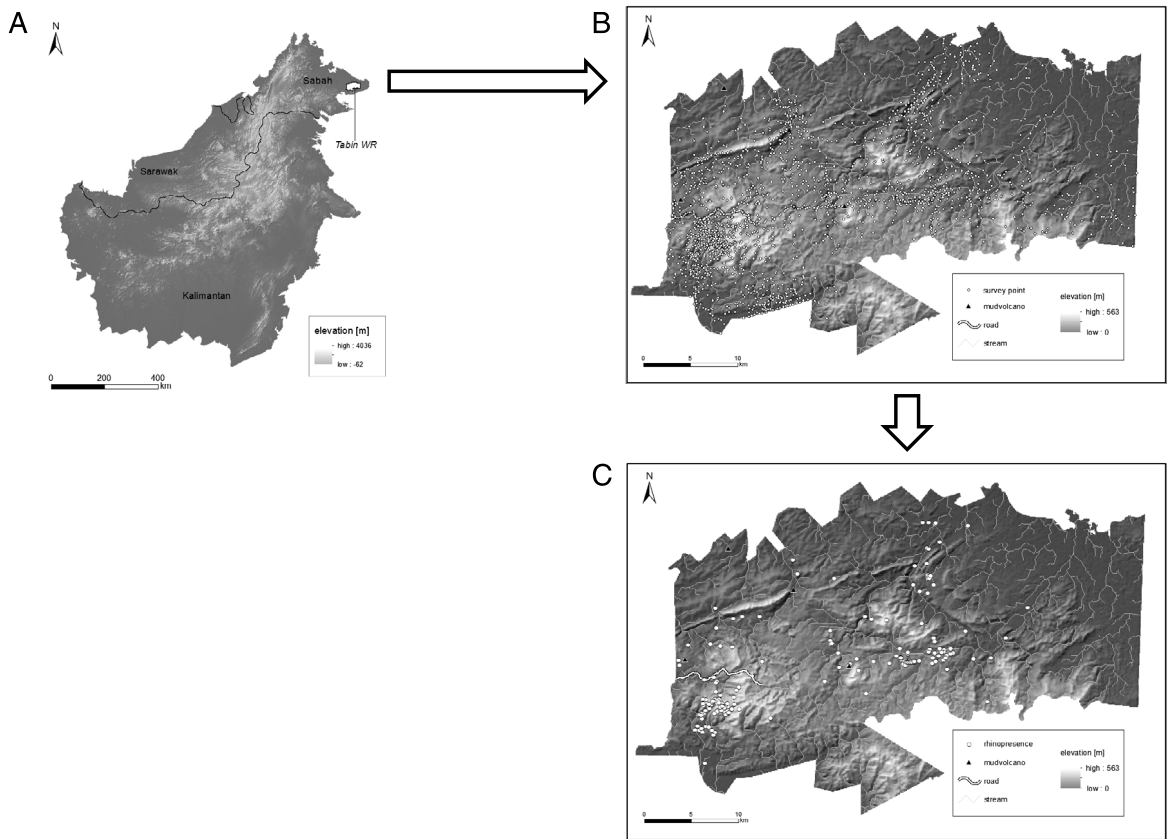 A
N
Sabah
Tabin WR
Sarawak
Kalimantan
elevation [m]
high : 4036
low : -62
0 200 400
km
B
N
survey point
mudvolcano
road
stream
elevation [m]
high : 563
low : 0
0 5 10
km
C
N
rhinopresence
mudvolcano
road
stream
elevation [m]
high : 563
low : 0
0 5 10
km